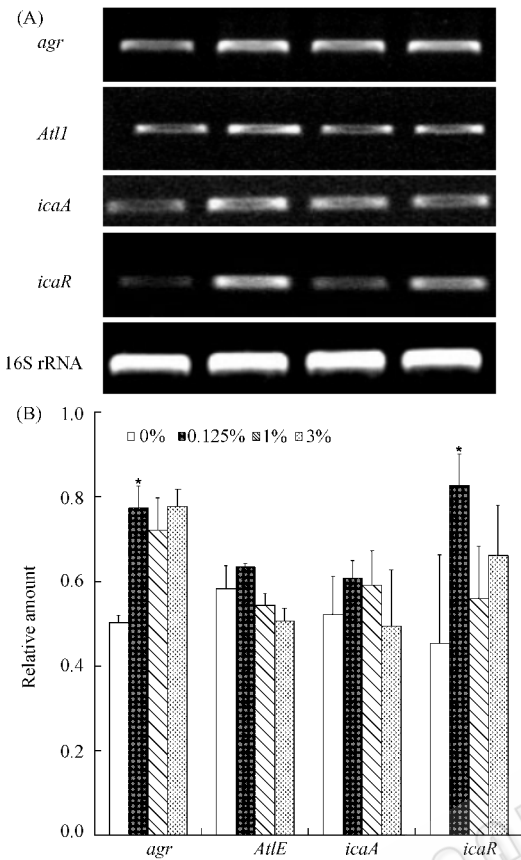 (A)
agr
Atl1
icaA
icaR
16S rRNA
(B)
1.0
0% 0.125% 1% 3%
* *
0.8
0.6
0.4
0.2
0.0
Relative amount
agr AtlE icaA icaR